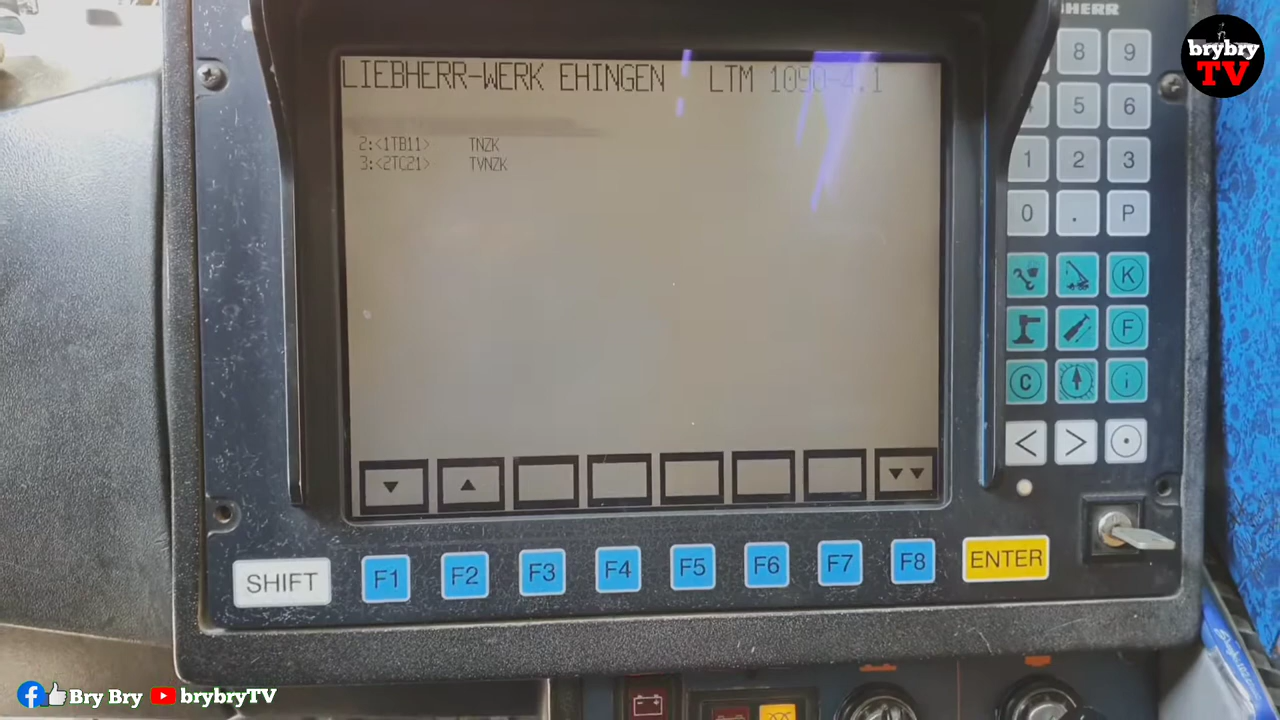 LIEBHERR
brybry
TV
LIEBHERR-WERK EHINGEN LTM 1090-4.1
2:<1TB11> TNZK
3:<2TC21> TVNZK
8 9
5 6
1 2 3
0 . P
K
F
C i
< >
SHIFT F1 F2 F3 F4 F5 F6 F7 F8 ENTER
Bry Bry brybryTV